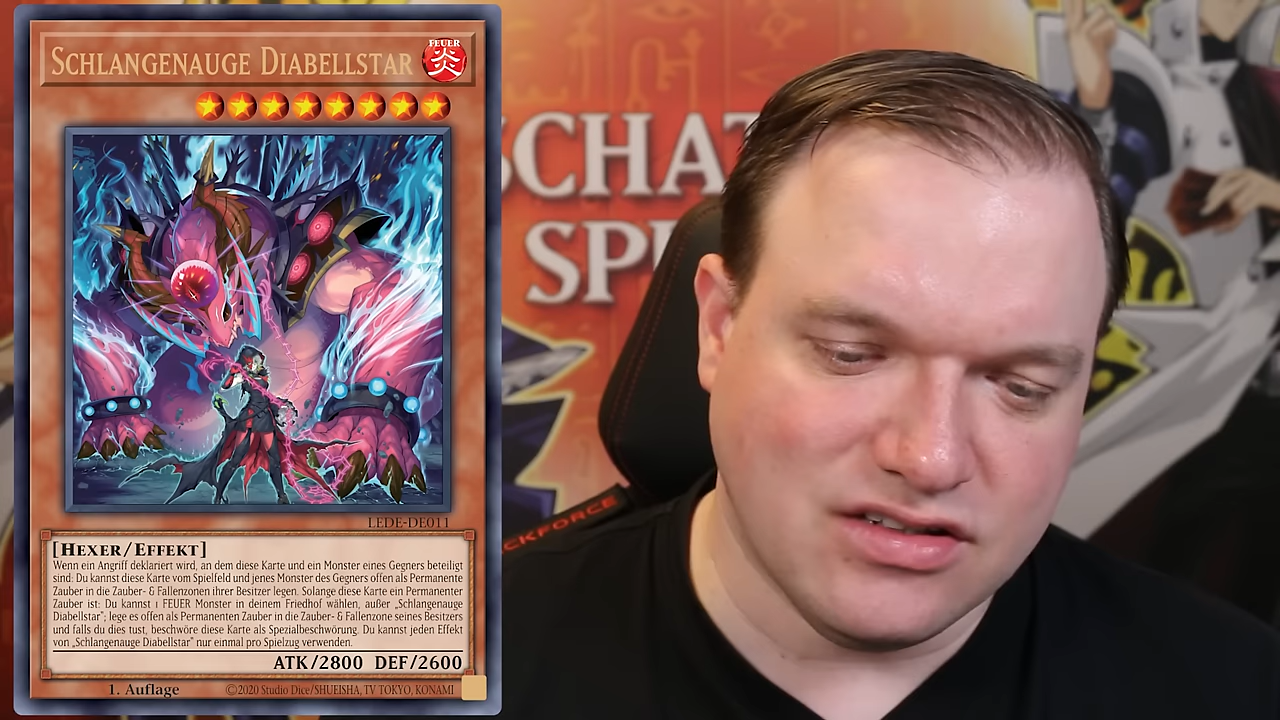 SCHLANGENAUGE DIABELLSTAR
FEUER
炎
LEDE-DE011
[HEXER/EFFEKT]
Wenn ein Angriff deklariert wird, an dem diese Karte und ein Monster eines Gegners beteiligt
sind: Du kannst diese Karte vom Spielfeld und jenes Monster des Gegners offen als Permanente
Zauber in die Zauber- & Fallenzonen ihrer Besitzer legen. Solange diese Karte ein Permanenter
Zauber ist: Du kannst 1 FEUER Monster in deinem Friedhof wählen, außer „Schlangenauge
Diabellstar“; lege es offen als Permanenten Zauber in die Zauber- & Fallzone seines Besitzers
und falls du dies tust, beschwöre diese Karte als Spezialbeschwörung. Du kannst jeden Effekt
von „Schlangenauge Diabellstar“ nur einmal pro Spielzug verwenden.
ATK/2800 DEF/2600
1. Auflage
©2020 Studio Dice/SHUEISHA, TV TOKYO, KONAMI
SCHAT
SPI
CKFORCE